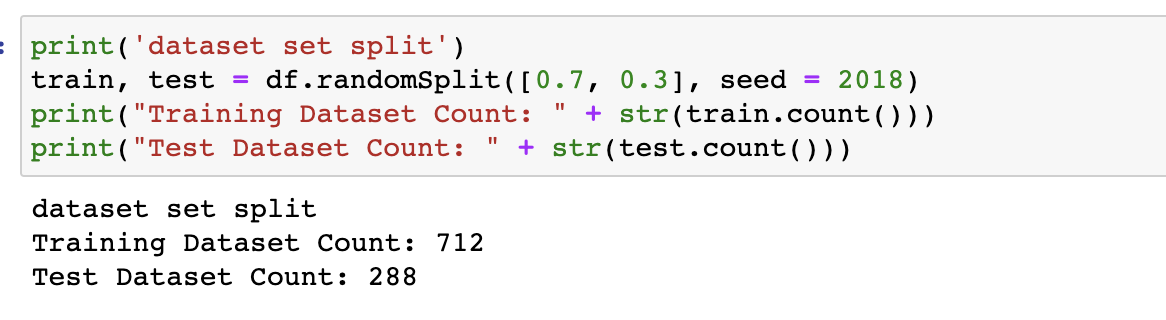 :
print('dataset set split')
train, test = df.randomSplit([0.7, 0.3], seed = 2018)
print("Training Dataset Count: " + str(train.count()))
print("Test Dataset Count: " + str(test.count()))
dataset set split
Training Dataset Count: 712
Test Dataset Count: 288